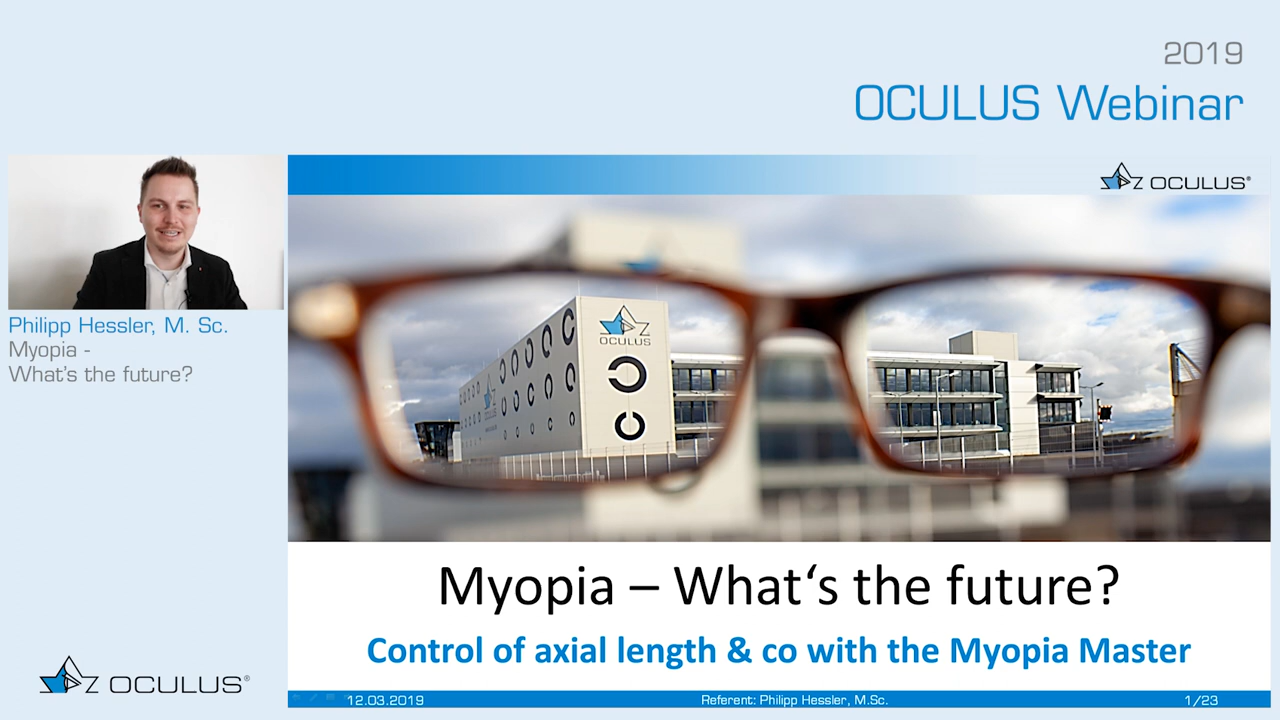 2019
OCULUS Webinar
OCULUS®
Philipp Hessler, M. Sc.
Myopia -
What's the future?
OCULUS
Myopia – What‘s the future?
Control of axial length & co with the Myopia Master
OCULUS®
12.03.2019
Referent: Philipp Hessler, M.Sc.
1/23